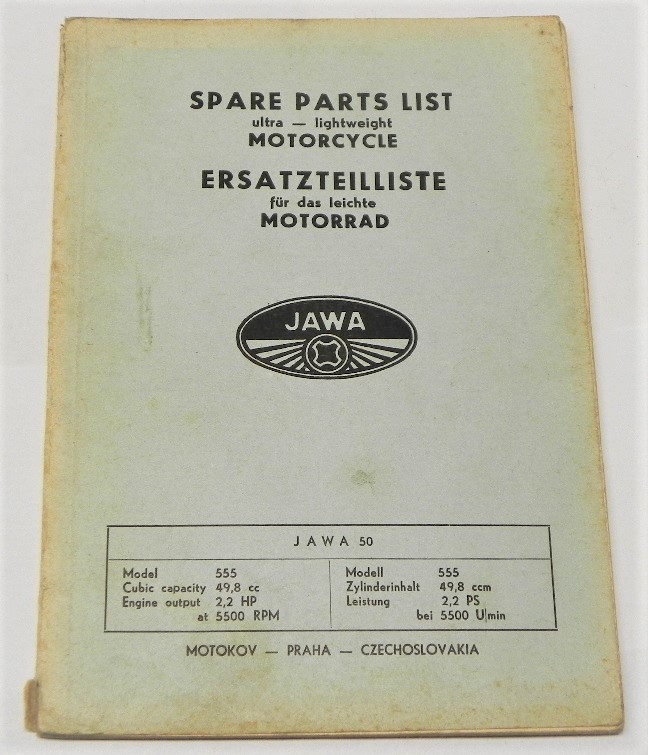 SPARE PARTS LIST
ultra — lightweight
MOTORCYCLE
ERSATZTEILLISTE
für das leichte
MOTORRAD
JAWA
JAWA 50
Model 555
Cubic capacity 49,8 cc
Engine output 2,2 HP
at 5500 RPM
Modell 555
Zylinderinhalt 49,8 ccm
Leistung 2,2 PS
bei 5500 U|min
MOTOKOV — PRAHA — CZECHOSLOVAKIA